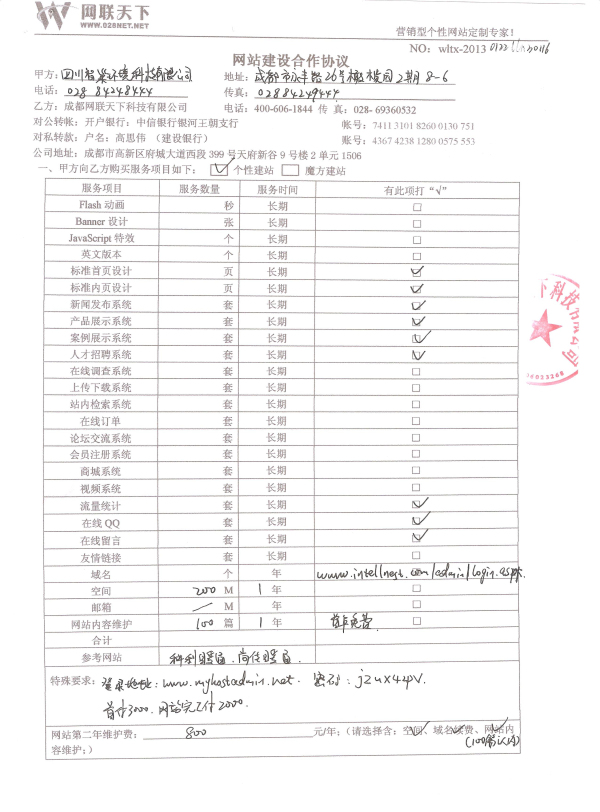 网联天下
www.028NET.NET
营销型个性网站定制专家！
NO：wltx-2013
网站建设合作协议
甲方：四川智巢环境科技有限公司 地址：成都市永丰路26号橄榄园2期8-6
电话：028 84248444 传真：02884249444
乙方：成都网联天下科技有限公司 电话：400-606-1844 传 真：028- 69360532
对公转帐：开户银行：中信银行银河王朝支行 帐号：7411 3101 8260 0130 751
对私转款：户名：高思伟 （建设银行） 账号：4367 4238 1280 0575 553
公司地址：成都市高新区府城大道西段 399 号天府新谷 9 号楼 2 单元 1506
一、甲方向乙方购买服务项目如下：☑ 个性建站 □ 魔方建站
服务项目 服务数量 服务时间 有此项打“√”
Flash 动画 秒 长期 □
Banner 设计 张 长期 □
JavaScript 特效 个 长期 □
英文版本 个 长期 □
标准首页设计 页 长期 ☑
标准内页设计 页 长期 ☑
新闻发布系统 套 长期 ☑
产品展示系统 套 长期 ☑
案例展示系统 套 长期 ☑
人才招聘系统 套 长期 ☑
在线调查系统 套 长期 □
上传下载系统 套 长期 □
站内检索系统 套 长期 □
在线订单 套 长期 □
论坛交流系统 套 长期 □
会员注册系统 套 长期 □
商城系统 套 长期 □
视频系统 套 长期 □
流量统计 套 长期 ☑
在线 QQ 套 长期 ☑
在线留言 套 长期 ☑
友情链接 套 长期 □
域名 个 年 www.intellnest.com/admin/login.aspx.
空间 200 M 1 年 □
邮箱 — M 年 □
网站内容维护 100 篇 1 年 首年免费
合计
参考网站
特殊要求：登录地址：www.myhostadmin.net. 密码：jzux44pv.
首付3000.网站完工付2000.
网站第二年维护费：800 元/年；（请选择含：空间、域名续费、网站内
容维护；） (100篇以内)
下科技有限公司